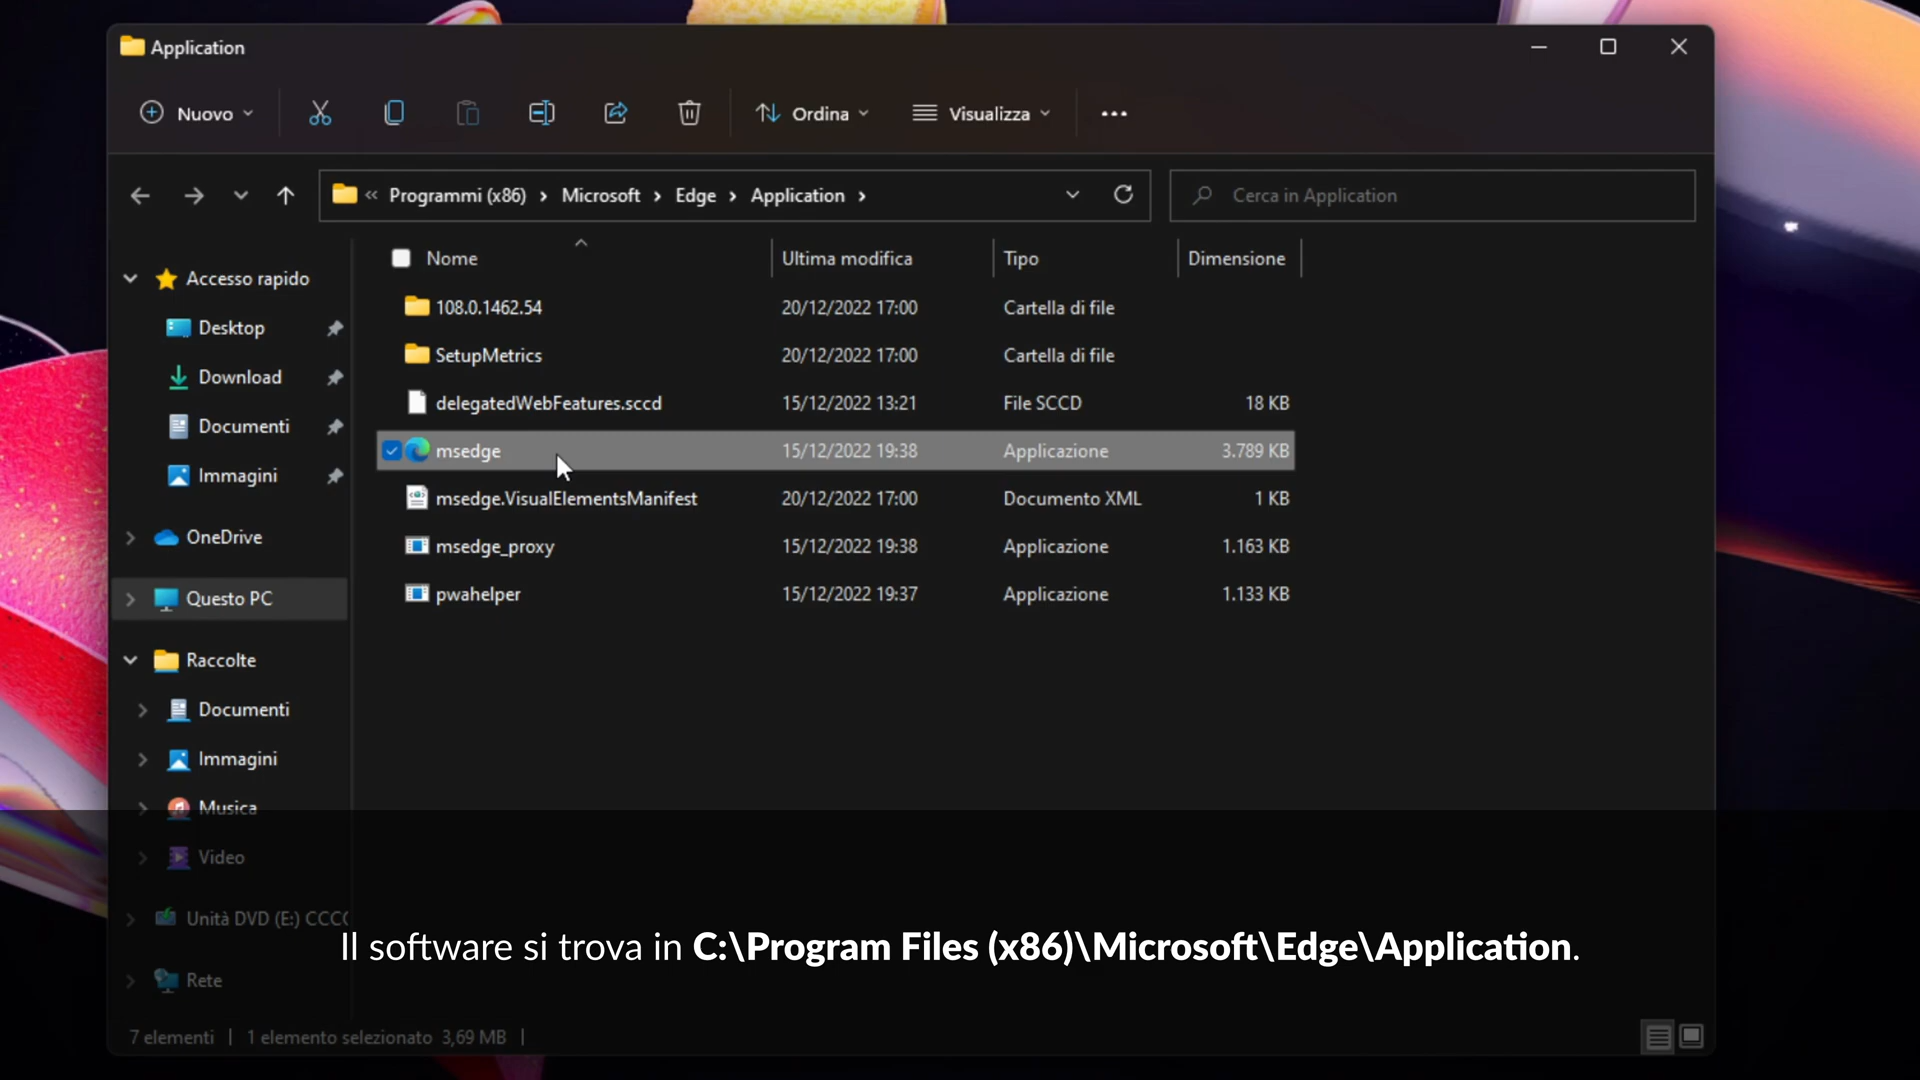 Application
Nuovo
Ordina
Visualizza
« Programmi (x86) › Microsoft › Edge › Application ›
Cerca in Application
Nome Ultima modifica Tipo Dimensione
108.0.1462.54 20/12/2022 17:00 Cartella di file
SetupMetrics 20/12/2022 17:00 Cartella di file
delegatedWebFeatures.sccd 15/12/2022 13:21 File SCCD 18 KB
msedge 15/12/2022 19:38 Applicazione 3.789 KB
msedge.VisualElementsManifest 20/12/2022 17:00 Documento XML 1 KB
msedge_proxy 15/12/2022 19:38 Applicazione 1.163 KB
pwahelper 15/12/2022 19:37 Applicazione 1.133 KB
Accesso rapido
Desktop
Download
Documenti
Immagini
OneDrive
Questo PC
Raccolte
Documenti
Immagini
Musica
Video
Unità DVD (E:) CCC
Rete
Il software si trova in C:\Program Files (x86)\Microsoft\Edge\Application.
7 elementi | 1 elemento selezionato 3,69 MB |